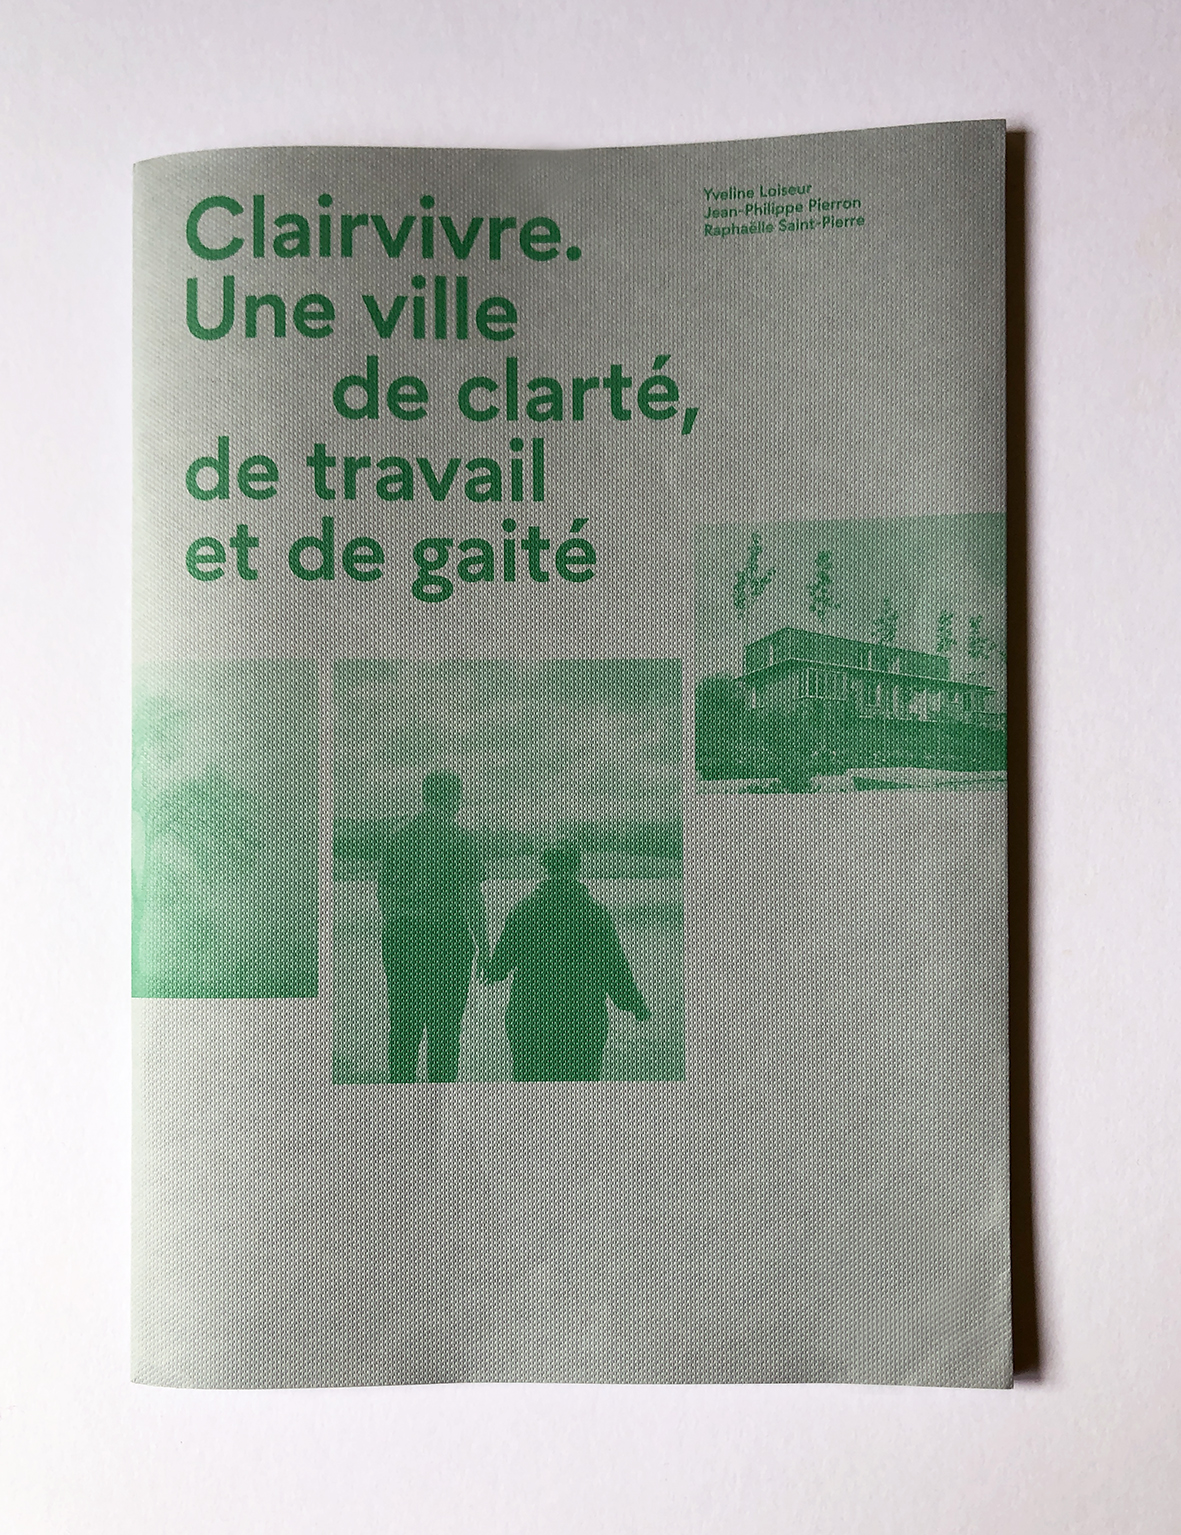 Clairvivre.
Une ville
de clarté,
de travail
et de gaité
Yveline Loiseur
Jean-Philippe Pierron
Raphaëlle Saint-Pierre